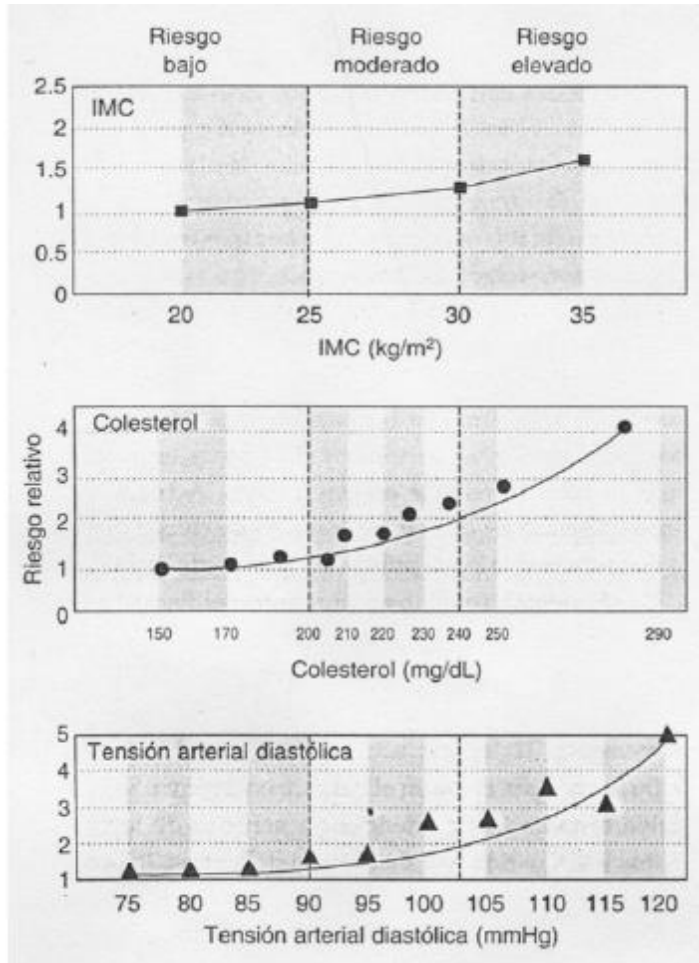 Riesgo bajo
Riesgo moderado
Riesgo elevado
2.5
IMC
2
1.5
1
0.5
0
20 25 30 35
IMC (kg/m²)
Riesgo relativo
Colesterol
4
3
2
1
0
150 170 200 210 220 230 240 250 290
Colesterol (mg/dL)
5
Tensión arterial diastólica
4
3
2
1
75 80 85 90 95 100 105 110 115 120
Tensión arterial diastólica (mmHg)